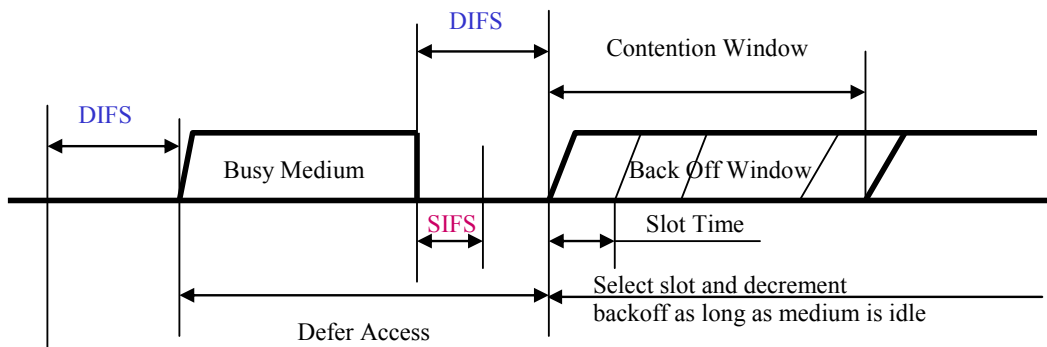 DIFS
Contention Window
DIFS
Busy Medium
Back Off Window
SIFS
Slot Time
Select slot and decrement
backoff as long as medium is idle
Defer Access